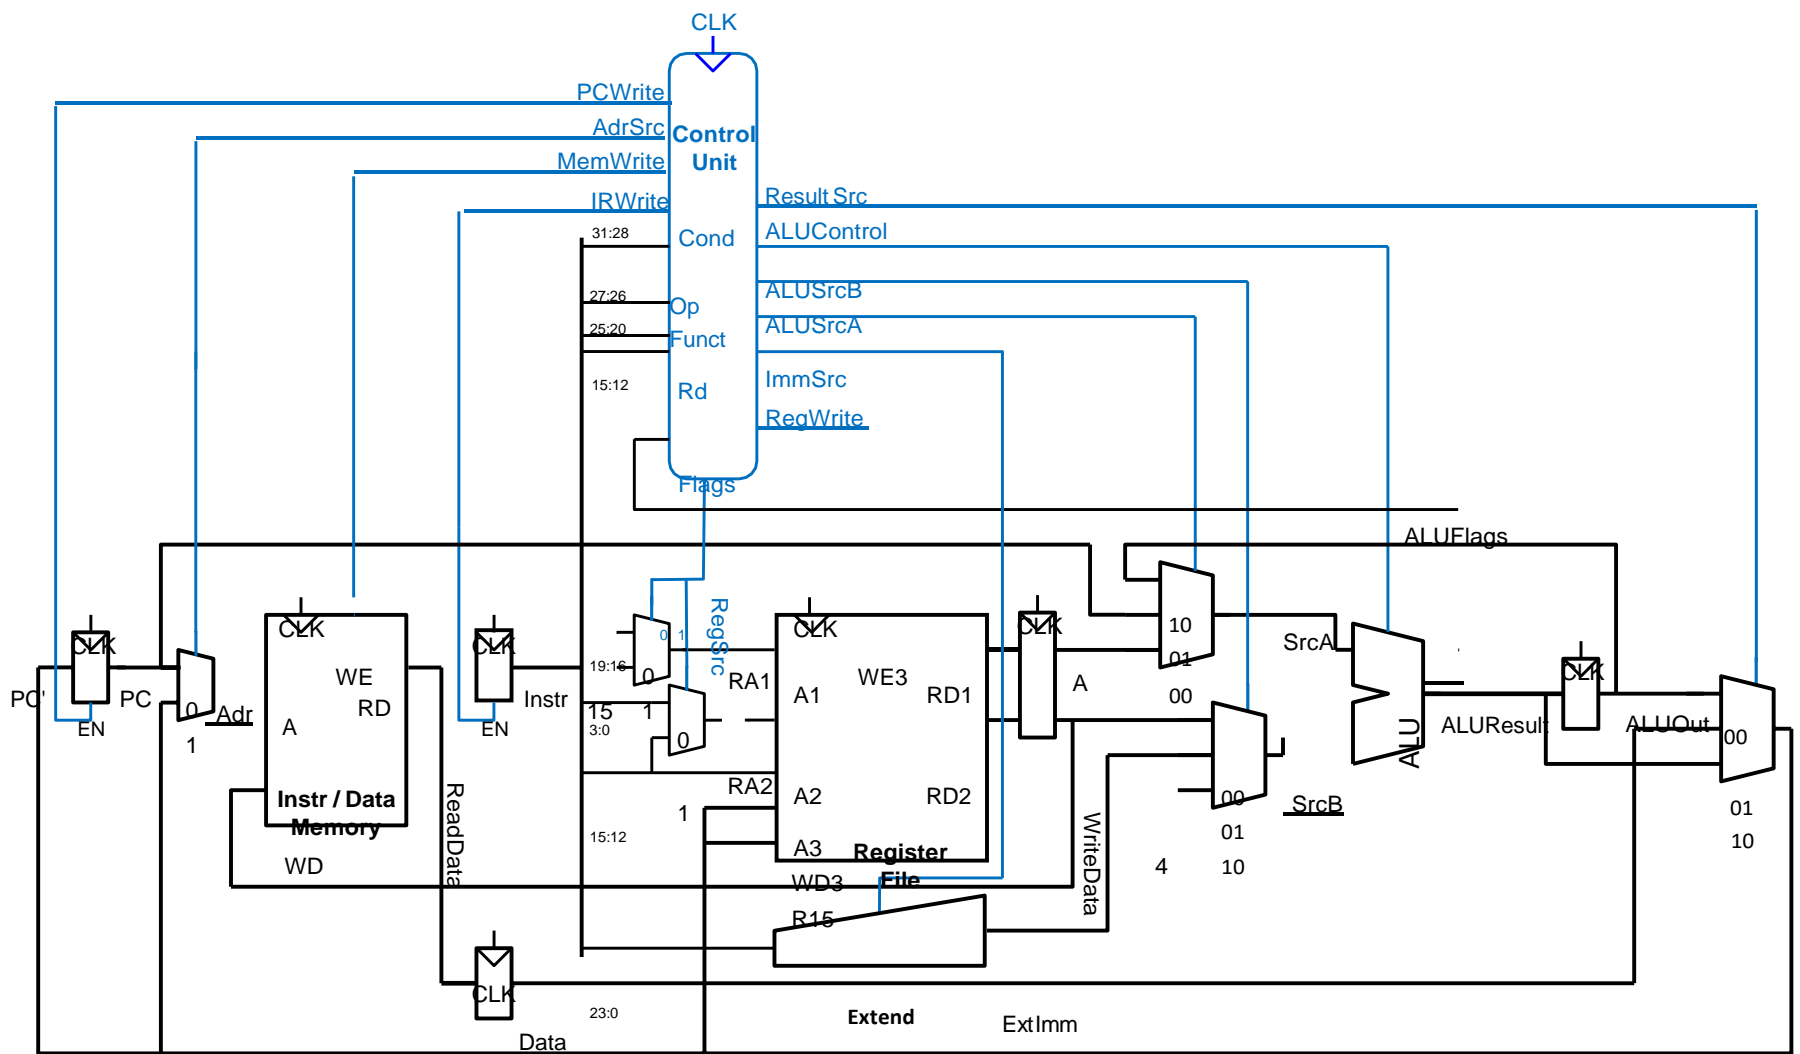 CLK
PCWrite
AdrSrc
Control
Unit
MemWrite
IRWrite
Result Src
31:28
Cond
ALUControl
27:26
Op
ALUSrcB
25:20
Funct
ALUSrcA
15:12
Rd
ImmSrc
RegWrite
Flags
ALUFlags
RegSrc
CLK
CLK
CLK
0 1
CLK
CLK
10
SrcA
CLK
19:16
0
RA1
WE
WE3
RD1
A
01
PC'
PC
0
Adr
A
RD
Instr
15
1
A1
00
ALU
ALUResult
ALUOut
00
EN
1
EN
3:0
0
Instr / Data
Memory
ReadData
RA2
A2
RD2
00
SrcB
01
1
15:12
A3
Register
File
WriteData
01
10
WD
WD3
4
10
R15
CLK
23:0
Extend
ExtImm
Data